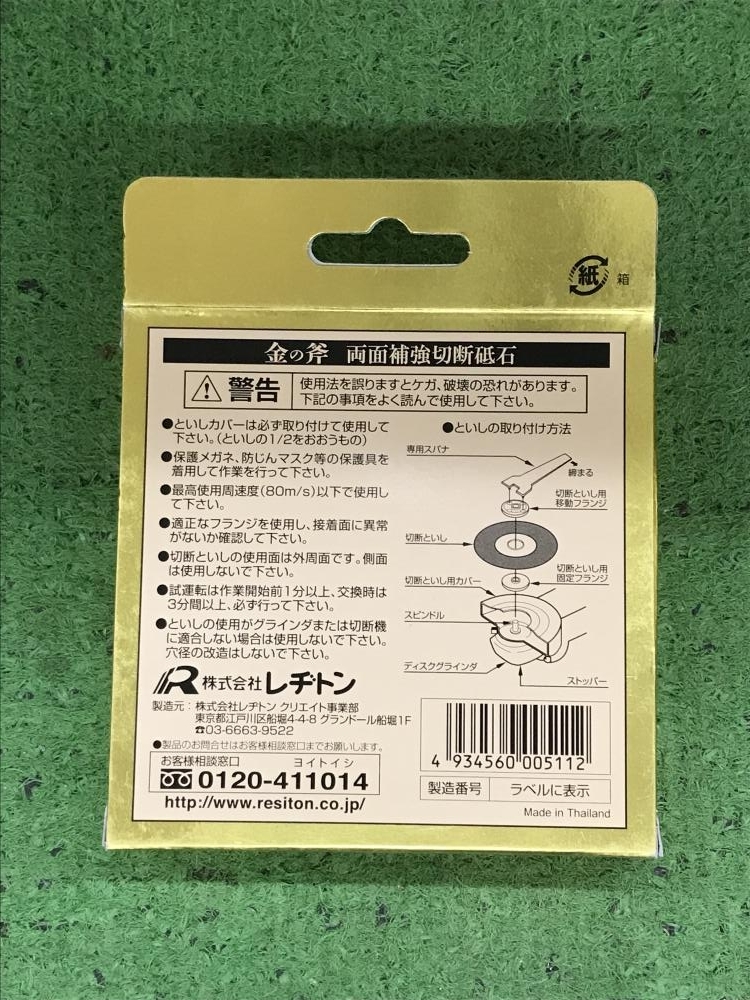 紙
箱
金の斧 両面補強切断砥石
警告
使用法を誤りますとケガ、破壊の恐れがあります。
下記の事項をよく読んで使用して下さい。
●といしカバーは必ず取り付けて使用して
下さい。(といしの1/2をおおうもの)
●保護メガネ、防じんマスク等の保護具を
着用して作業を行って下さい。
●最高使用周速度(80m/s)以下で使用し
て下さい。
●適正なフランジを使用し、接着面に異常
がないか確認して下さい。
●切断といしの使用面は外周面です。側面
は使用しないで下さい。
●試運転は作業開始前1分以上、交換時は
3分間以上、必ず行って下さい。
●といしの使用がグラインダまたは切断機
に適合しない場合は使用しないで下さい。
穴径の改造はしないで下さい。
●といしの取り付け方法
専用スパナ
締まる
切断といし用
移動フランジ
切断といし
切断といし用
固定フランジ
切断といし用カバー
スピンドル
ディスクグラインダ
ストッパー
株式会社レヂトン
製造元:株式会社レヂトン クリエイト事業部
東京都江戸川区船堀4-4-8 グランドール船堀1F
☎03-6663-9522
●製品のお問合せはお客様相談窓口までお願いします。
お客様相談窓口 ヨイトイシ
0120-411014
http://www.resiton.co.jp/
4 934560 005112
製造番号 ラベルに表示
Made in Thailand